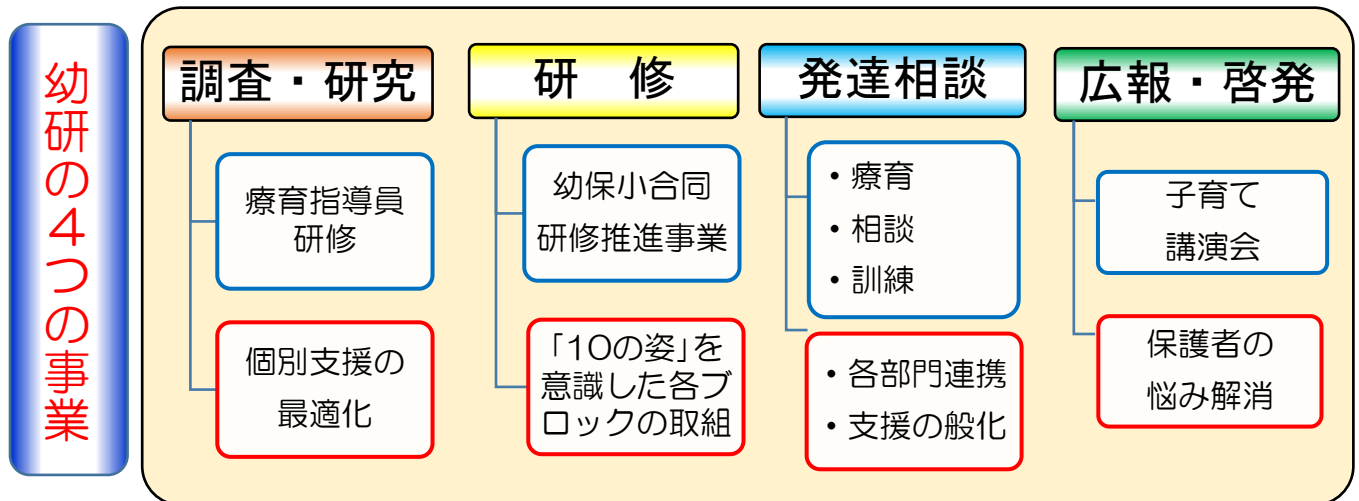 幼研の４つの事業
調査・研究
療育指導員
研修
個別支援の
最適化
研　修
幼保小合同
研修推進事業
「10の姿」を
意識した各ブ
ロックの取組
発達相談
・療育
・相談
・訓練
・各部門連携
・支援の般化
広報・啓発
子育て
講演会
保護者の
悩み解消